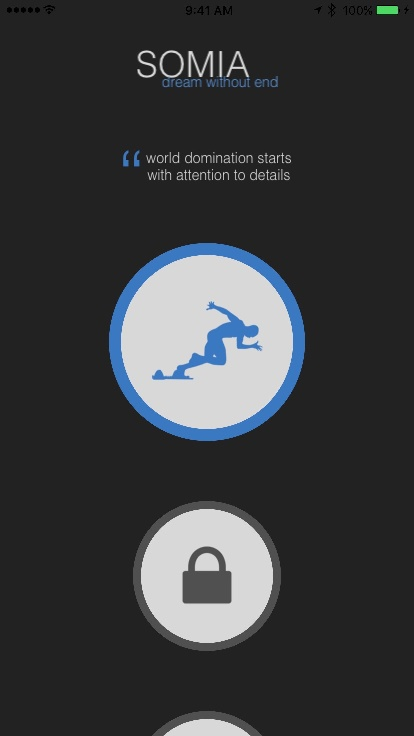 9:41 AM
100%
SOMIA
dream without end
“ world domination starts
with attention to details